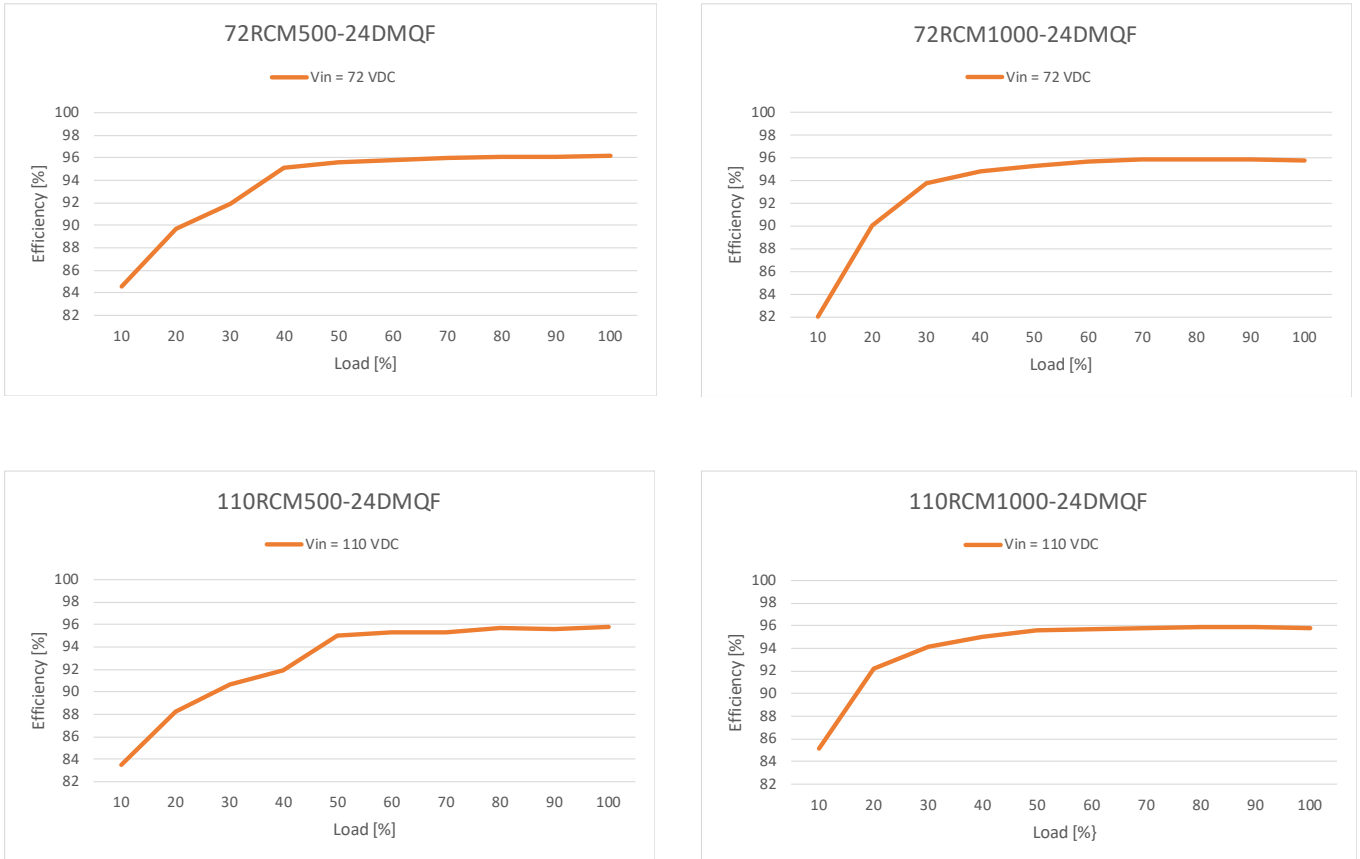 72RCM500-24DMQF
Vin = 72 VDC
Efficiency [%]
100
98
96
94
92
90
88
86
84
82
10 20 30 40 50 60 70 80 90 100
Load [%]
72RCM1000-24DMQF
Vin = 72 VDC
Efficiency [%]
100
98
96
94
92
90
88
86
84
82
10 20 30 40 50 60 70 80 90 100
Load [%]
110RCM500-24DMQF
Vin = 110 VDC
Efficiency [%]
100
98
96
94
92
90
88
86
84
82
10 20 30 40 50 60 70 80 90 100
Load [%]
110RCM1000-24DMQF
Vin = 110 VDC
Efficiency [%]
100
98
96
94
92
90
88
86
84
82
10 20 30 40 50 60 70 80 90 100
Load [%}